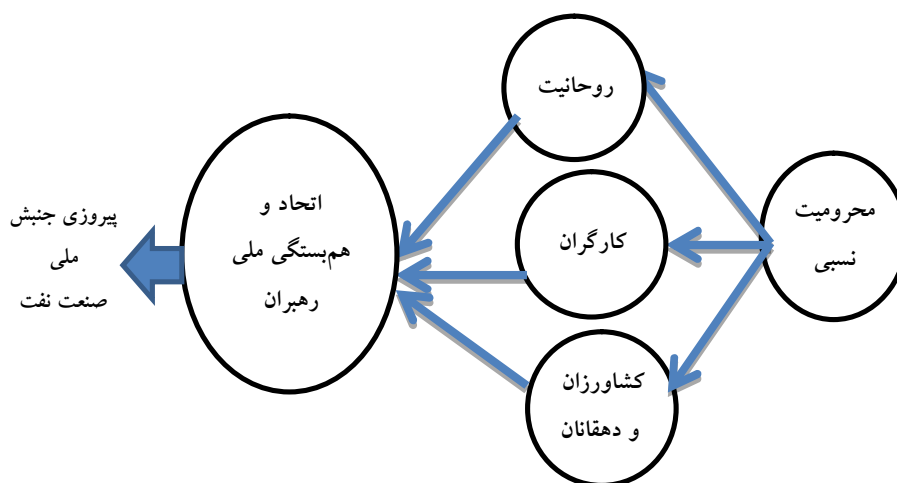 محرومیت
نسبی
روحانیت
کارگران
کشاورزان
و دهقانان
اتحاد و
هم‌بستگی ملی
رهبران
پیروزی جنبش
ملی
صنعت نفت